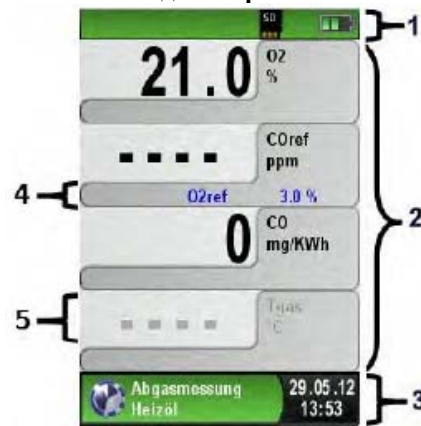 SD
1
21.0 O2
%
---- COref
ppm
4 O2ref 3.0 %
2
0 CO
mg/KWh
5 ---- Tgas
°C
Abgasmessung 29.05.12
Heizöl 13:53
3